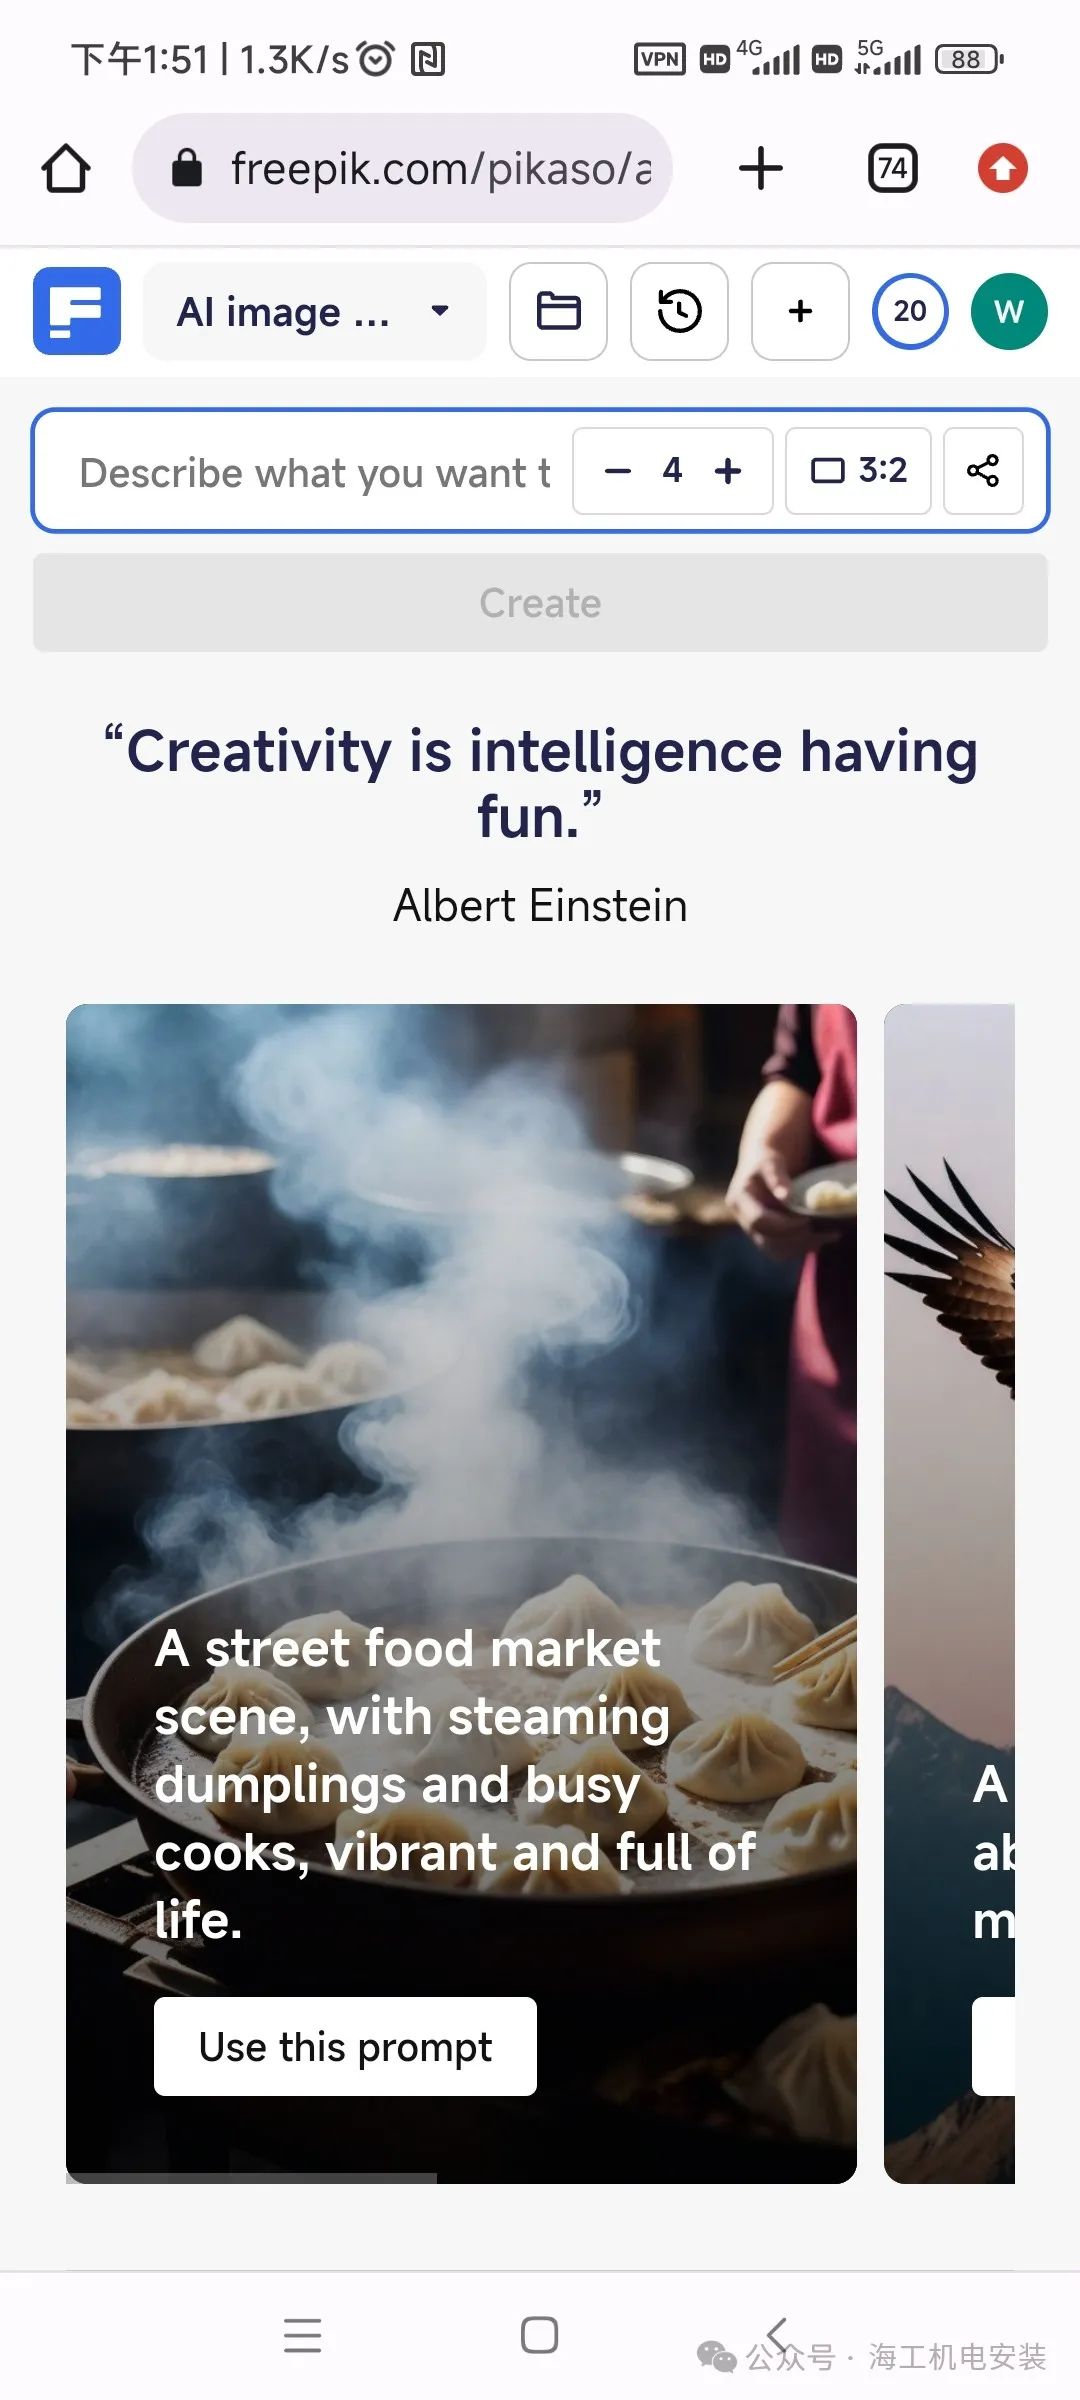 下午1:51 | 1.3K/s VPN HD 4G HD 5G 88
freepik.com/pikaso/a 74
AI image ... 20 W
Describe what you want t 4 3:2
Create
“Creativity is intelligence having
fun.”
Albert Einstein
A street food market
scene, with steaming
dumplings and busy
cooks, vibrant and full of
life.
Use this prompt
A
ab
m
公众号 · 海工机电安装